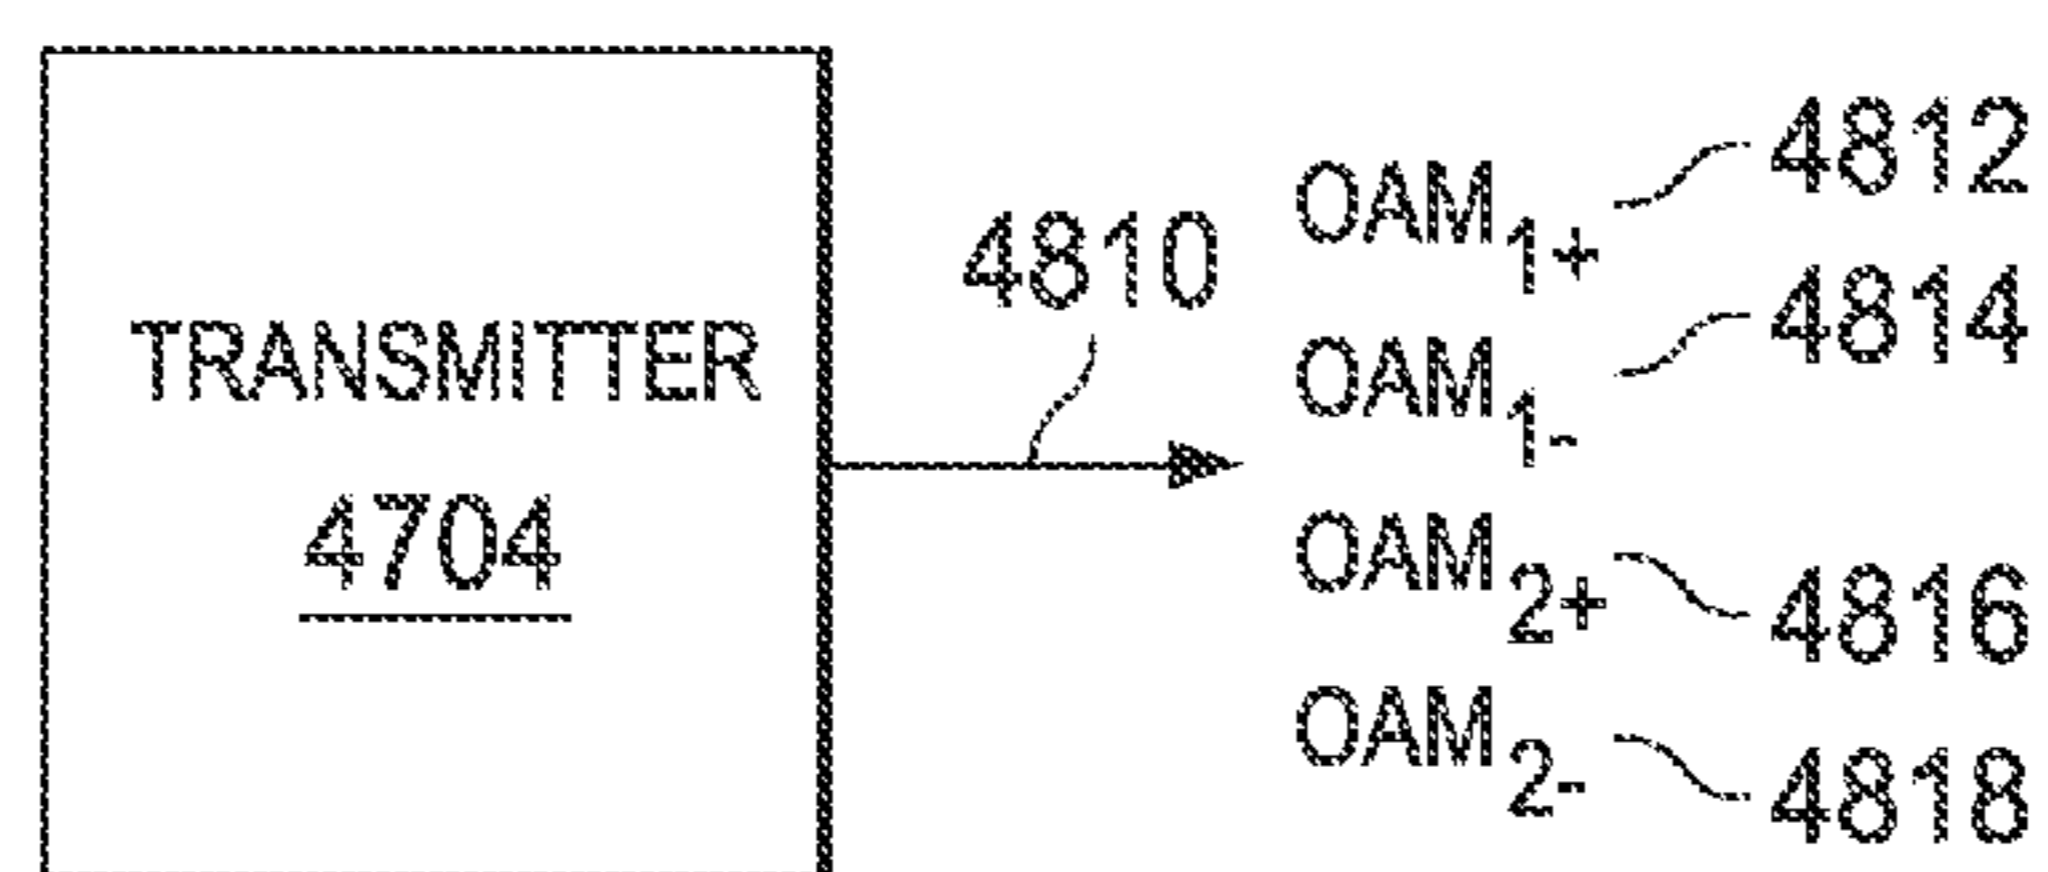 TRANSMITTER
4704
4810
OAM1+ 4812
OAM1- 4814
OAM2+ 4816
OAM2- 4818